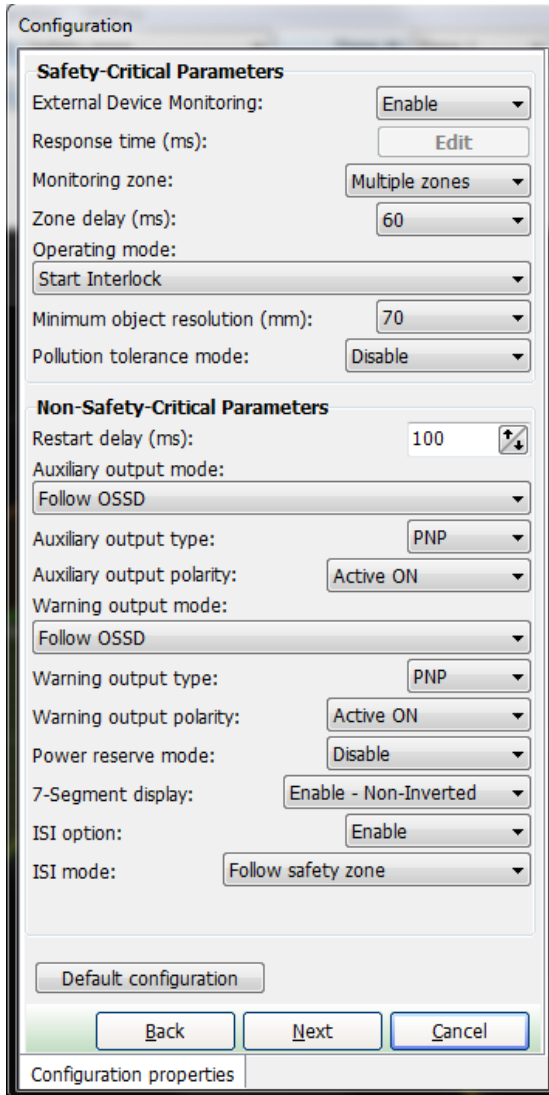 Configuration
Safety-Critical Parameters
External Device Monitoring: Enable
Response time (ms): Edit
Monitoring zone: Multiple zones
Zone delay (ms): 60
Operating mode:
Start Interlock
Minimum object resolution (mm): 70
Pollution tolerance mode: Disable
Non-Safety-Critical Parameters
Restart delay (ms): 100
Auxiliary output mode:
Follow OSSD
Auxiliary output type: PNP
Auxiliary output polarity: Active ON
Warning output mode:
Follow OSSD
Warning output type: PNP
Warning output polarity: Active ON
Power reserve mode: Disable
7-Segment display: Enable - Non-Inverted
ISI option: Enable
ISI mode: Follow safety zone
Default configuration
Back Next Cancel
Configuration properties